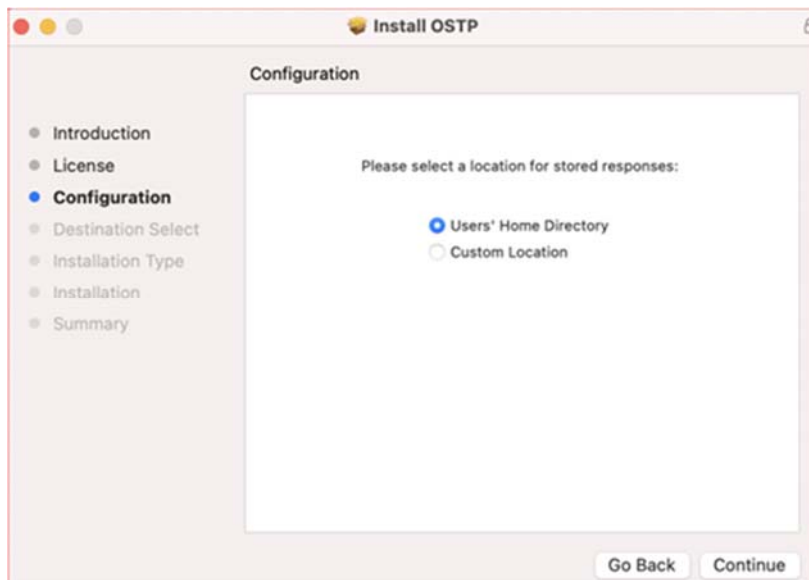 Install OSTP
Configuration
Introduction
License
Configuration
Destination Select
Installation Type
Installation
Summary
Please select a location for stored responses:
Users' Home Directory
Custom Location
Go Back
Continue